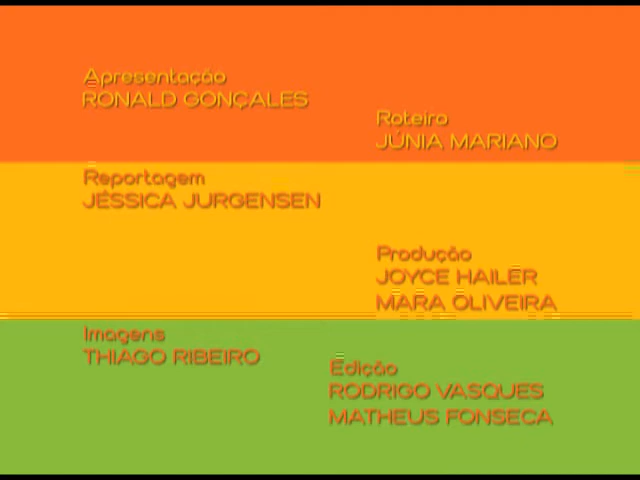 Apresentação
RONALD GONÇALES
Roteiro
JÚNIA MARIANO
Reportagem
JÉSSICA JURGENSEN
Produção
JOYCE HAILER
MARA OLIVEIRA
Imagens
THIAGO RIBEIRO
Edição
RODRIGO VASQUES
MATHEUS FONSECA